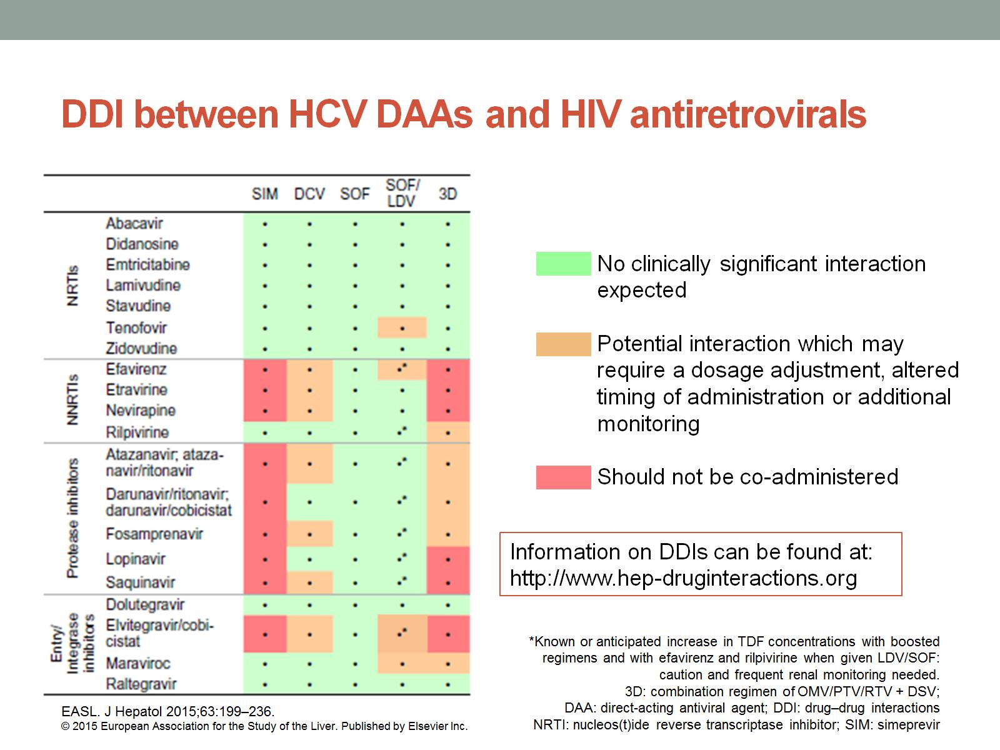 DDI between HCV DAAs and HIV antiretrovirals
SIM DCV SOF SOF/ LDV 3D
NRTIs
Abacavir • • • • •
Didanosine • • • • •
Emtricitabine • • • • •
Lamivudine • • • • •
Stavudine • • • • •
Tenofovir • • • • •
Zidovudine • • • • •
NNRTIs
Efavirenz • • • •* •
Etravirine • • • • •
Nevirapine • • • • •
Rilpivirine • • • •* •
Protease inhibitors
Atazanavir; ataza-
navir/ritonavir • • • •* •
Darunavir/ritonavir;
darunavir/cobicistat • • • •* •
Fosamprenavir • • • •* •
Lopinavir • • • •* •
Saquinavir • • • •* •
Entry/
Integrase
inhibitors
Dolutegravir • • • • •
Elvitegravir/cobi-
cistat • • • •* •
Maraviroc • • • • •
Raltegravir • • • • •
EASL. J Hepatol 2015;63:199–236.
© 2015 European Association for the Study of the Liver. Published by Elsevier Inc.
No clinically significant interaction
expected
Potential interaction which may
require a dosage adjustment, altered
timing of administration or additional
monitoring
Should not be co-administered
Information on DDIs can be found at:
http://www.hep-druginteractions.org
*Known or anticipated increase in TDF concentrations with boosted
regimens and with efavirenz and rilpivirine when given LDV/SOF:
caution and frequent renal monitoring needed.
3D: combination regimen of OMV/PTV/RTV + DSV;
DAA: direct-acting antiviral agent; DDI: drug–drug interactions
NRTI: nucleos(t)ide reverse transcriptase inhibitor; SIM: simeprevir